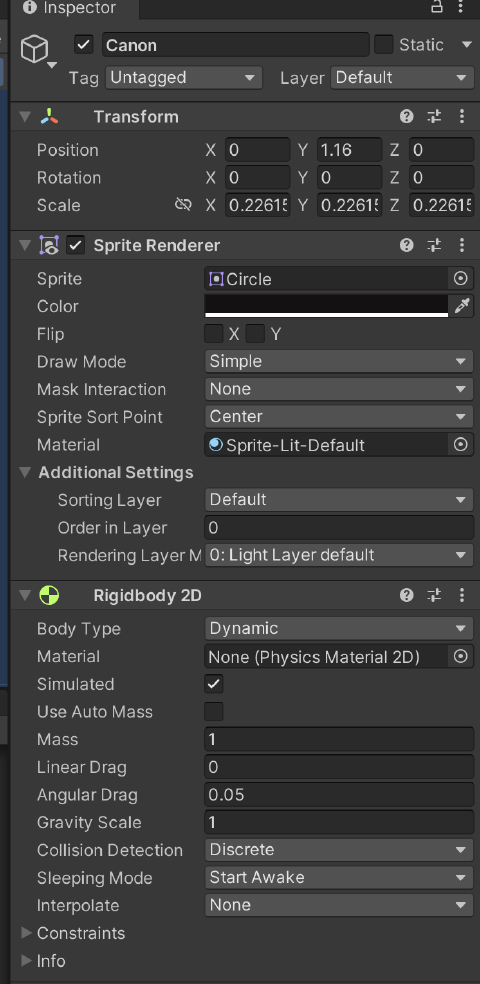 Inspector
Canon Static
Tag Untagged Layer Default
Transform
Position X 0 Y 1.16 Z 0
Rotation X 0 Y 0 Z 0
Scale X 0.22615 Y 0.22615 Z 0.22615
Sprite Renderer
Sprite Circle
Color
Flip X Y
Draw Mode Simple
Mask Interaction None
Sprite Sort Point Center
Material Sprite-Lit-Default
Additional Settings
Sorting Layer Default
Order in Layer 0
Rendering Layer M 0: Light Layer default
Rigidbody 2D
Body Type Dynamic
Material None (Physics Material 2D)
Simulated
Use Auto Mass
Mass 1
Linear Drag 0
Angular Drag 0.05
Gravity Scale 1
Collision Detection Discrete
Sleeping Mode Start Awake
Interpolate None
Constraints
Info